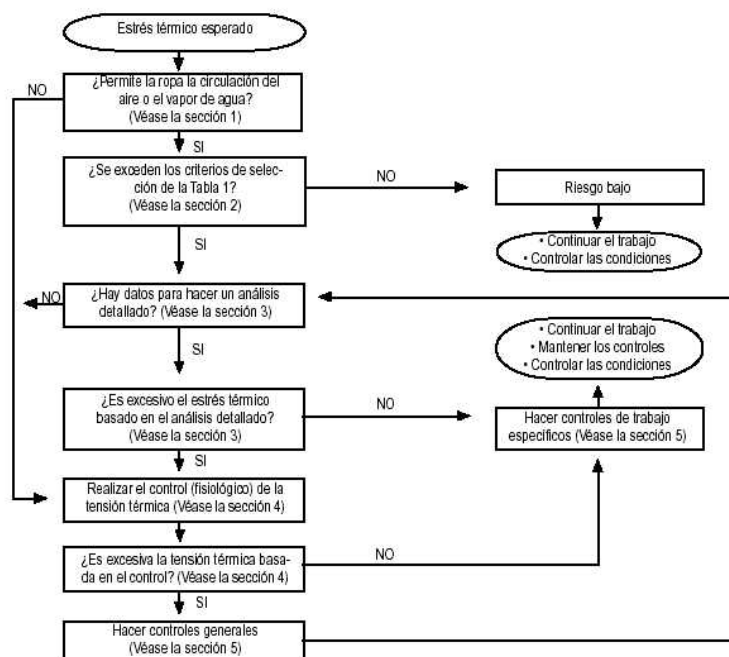 Estrés térmico esperado
¿Permite la ropa la circulación del
aire o el vapor de agua?
(Véase la sección 1)
NO
SI
¿Se exceden los criterios de selec-
ción de la Tabla 1?
(Véase la sección 2)
NO
Riesgo bajo
SI
• Continuar el trabajo
• Controlar las condiciones
¿Hay datos para hacer un análisis
detallado? (Véase la sección 3)
NO
SI
• Continuar el trabajo
• Mantener los controles
• Controlar las condiciones
¿Es excesivo el estrés térmico
basado en el análisis detallado?
(Véase la sección 3)
NO
Hacer controles de trabajo
específicos (Véase la sección 5)
SI
Realizar el control (fisiológico) de la
tensión térmica (Véase la sección 4)
¿Es excesiva la tensión térmica basa-
da en el control? (Véase la sección 4)
NO
SI
Hacer controles generales
(Véase la sección 5)